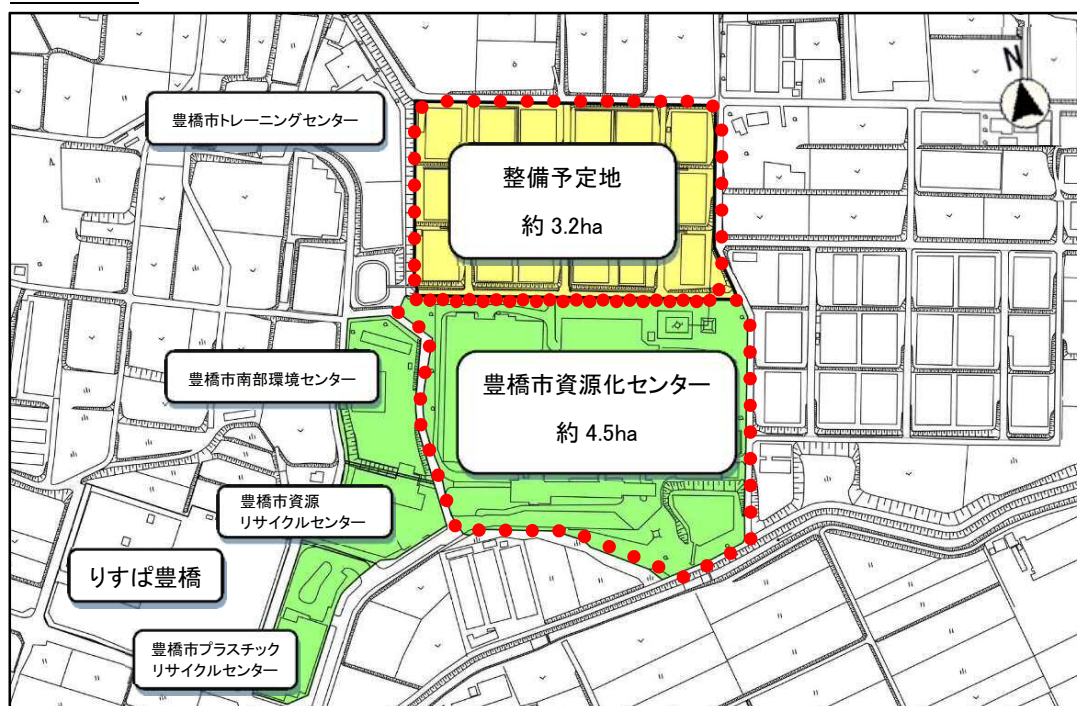 N
豊橋市トレーニングセンター
整備予定地
約 3.2ha
豊橋市南部環境センター
豊橋市資源化センター
約 4.5ha
豊橋市資源
リサイクルセンター
りすぱ豊橋
豊橋市プラスチック
リサイクルセンター